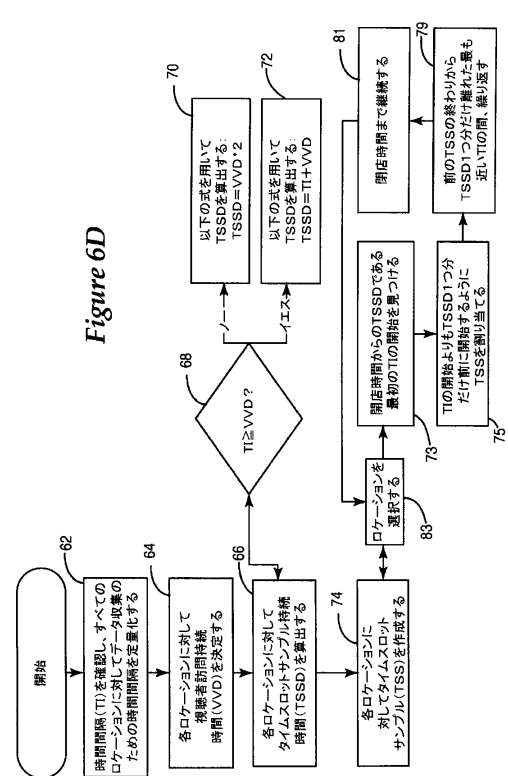 Figure 6D
開始
62
時間間隔(TI)を確認し、すべての
ロケーションに対してデータ収集の
ための時間間隔を定量化する
64
各ロケーションに対して
視聴者訪問持続
時間(VVD)を決定する
66
各ロケーションに対して
タイムスロットサンプル持続
時間(TSSD)を算出する
68
TI≧VVD?
ノー
イエス
70
以下の式を用いて
TSSDを算出する:
TSSD=VVD*2
72
以下の式を用いて
TSSDを算出する:
TSSD=TI+VVD
74
各ロケーションに
対してタイムスロット
サンプル(TSS)を作成する
83
ロケーションを
選択する
73
開店時間からのTSSDである
最初のTIの開始を見つける
75
TIの開始よりもTSSD1つ分
だけ前に開始するように
TSSを割り当てる
79
前のTSSの終わりから
TSSD1つ分だけ離れた最も
近いTIの間、繰り返す
81
閉店時間まで継続する